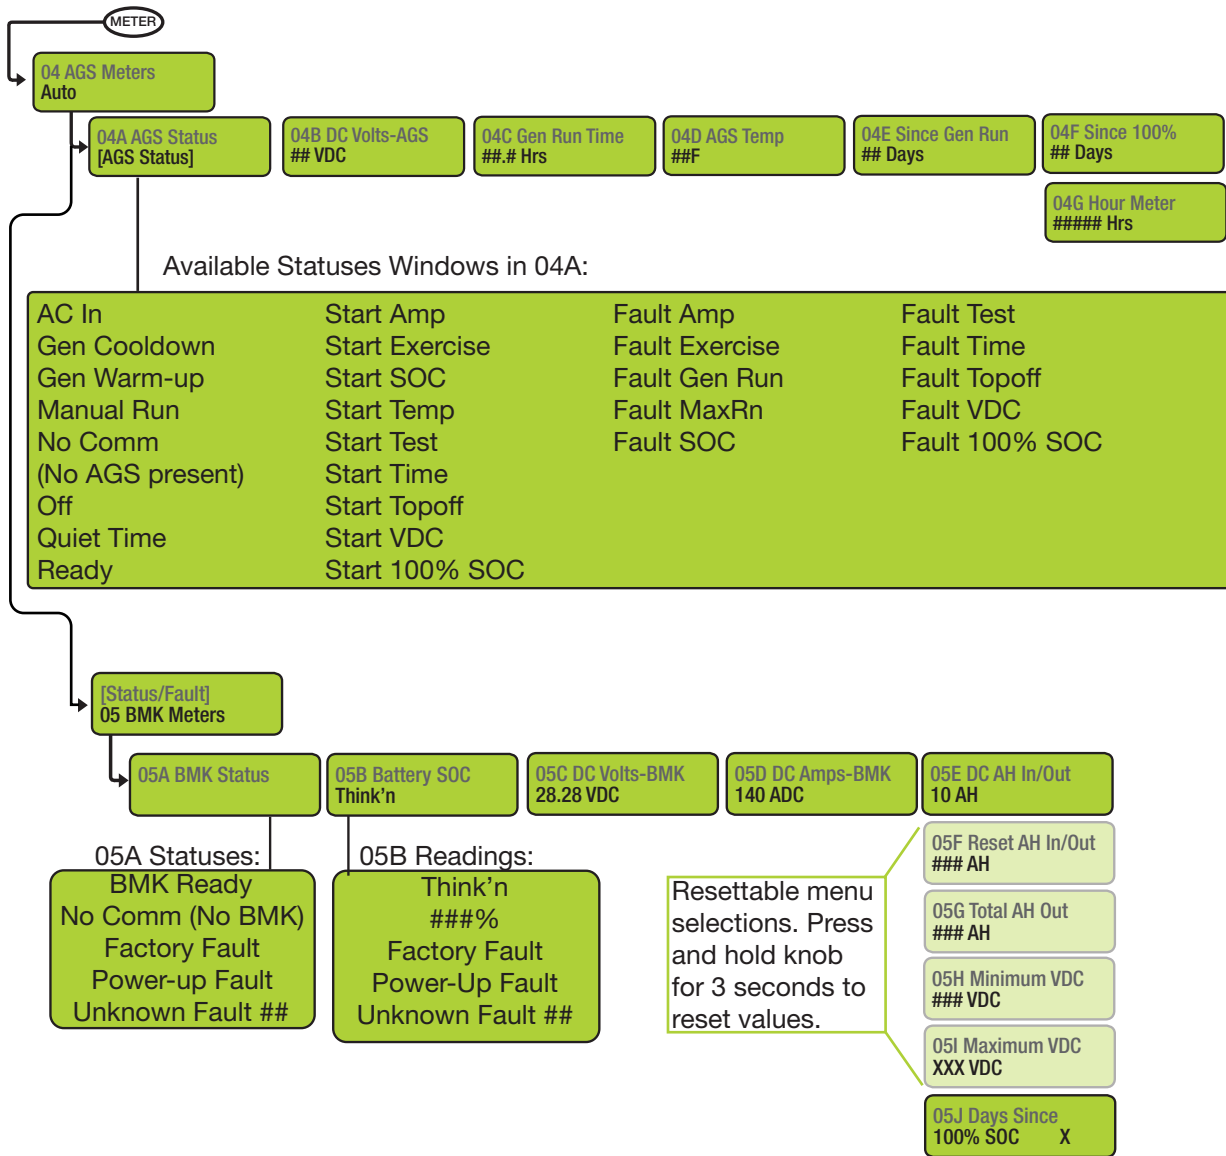 METER
04 AGS Meters
Auto
04A AGS Status
[AGS Status]
04B DC Volts-AGS
## VDC
04C Gen Run Time
##.# Hrs
04D AGS Temp
##F
04E Since Gen Run
## Days
04F Since 100%
## Days
04G Hour Meter
##### Hrs
Available Statuses Windows in 04A:
AC In
Gen Cooldown
Gen Warm-up
Manual Run
No Comm
(No AGS present)
Off
Quiet Time
Ready
Start Amp
Start Exercise
Start SOC
Start Temp
Start Test
Start Time
Start Topoff
Start VDC
Start 100% SOC
Fault Amp
Fault Exercise
Fault Gen Run
Fault MaxRn
Fault SOC
Fault Test
Fault Time
Fault Topoff
Fault VDC
Fault 100% SOC
[Status/Fault]
05 BMK Meters
05A BMK Status
05B Battery SOC
Think'n
05C DC Volts-BMK
28.28 VDC
05D DC Amps-BMK
140 ADC
05E DC AH In/Out
10 AH
05A Statuses:
BMK Ready
No Comm (No BMK)
Factory Fault
Power-up Fault
Unknown Fault ##
05B Readings:
Think’n
###%
Factory Fault
Power-Up Fault
Unknown Fault ##
Resettable menu
selections. Press
and hold knob
for 3 seconds to
reset values.
05F Reset AH In/Out
### AH
05G Total AH Out
### AH
05H Minimum VDC
### VDC
05I Maximum VDC
XXX VDC
05J Days Since
100% SOC X